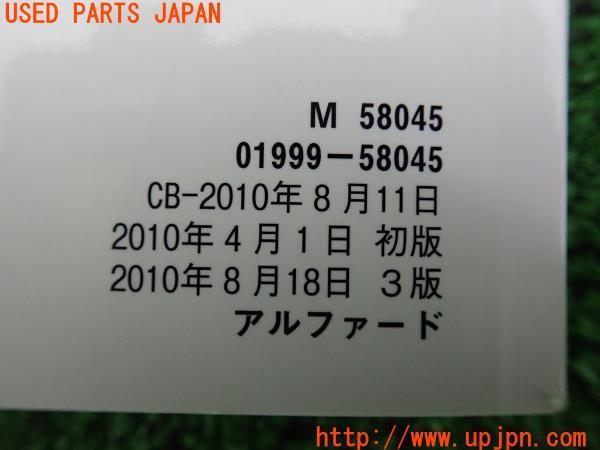 USED PARTS JAPAN
M 58045
01999-58045
CB-2010年8月11日
2010年4月1日 初版
2010年8月18日 3版
アルファード
http://www.upjpn.com/